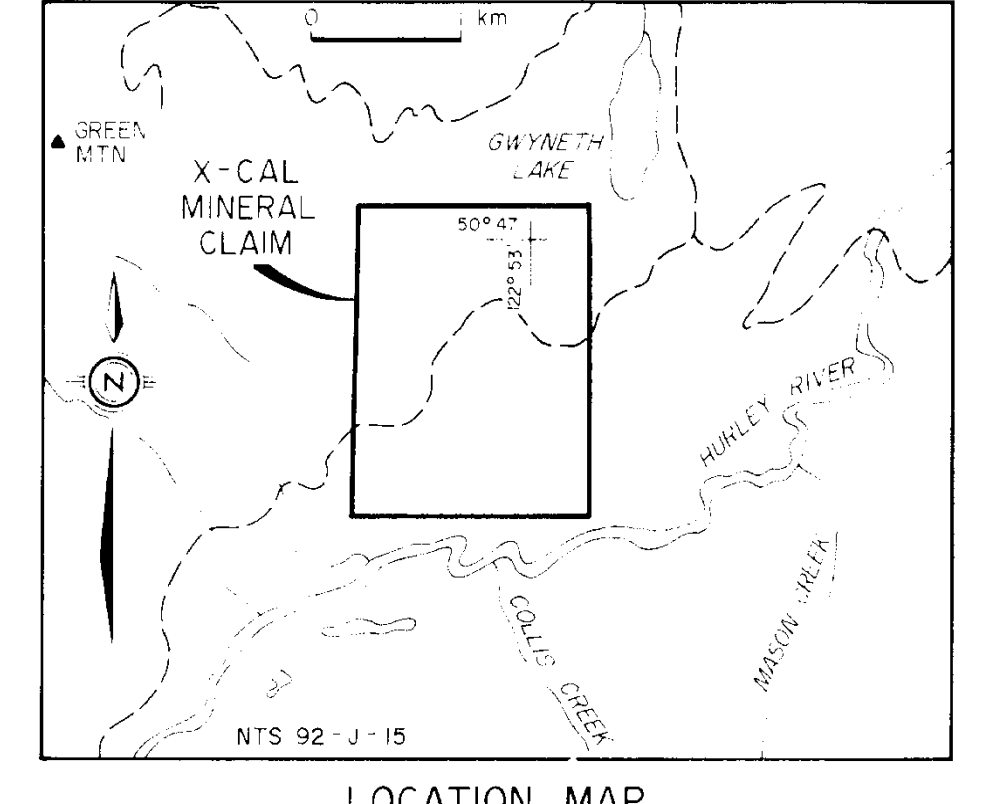 0 1 km
GREEN
MTN
GWYNETH
LAKE
X-CAL
MINERAL
CLAIM
50° 47'
122° 53'
N
HURLEY RIVER
COLLIS CREEK
MASON CREEK
NTS 92-J-15
LOCATION MAP